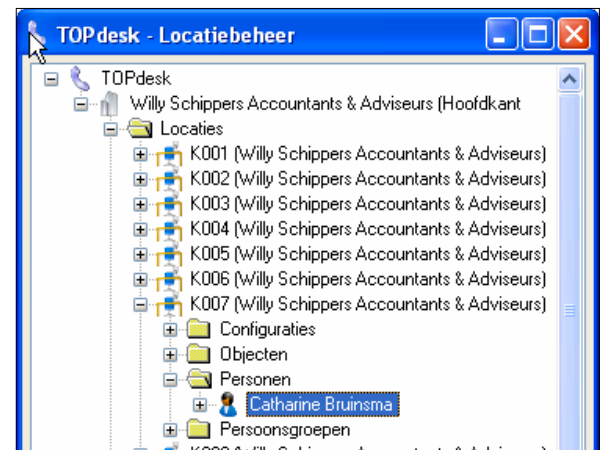 TOPdesk - Locatiebeheer
TOPdesk
Willy Schippers Accountants & Adviseurs (Hoofdkant
Locaties
K001 (Willy Schippers Accountants & Adviseurs)
K002 (Willy Schippers Accountants & Adviseurs)
K003 (Willy Schippers Accountants & Adviseurs)
K004 (Willy Schippers Accountants & Adviseurs)
K005 (Willy Schippers Accountants & Adviseurs)
K006 (Willy Schippers Accountants & Adviseurs)
K007 (Willy Schippers Accountants & Adviseurs)
Configuraties
Objecten
Personen
Catharine Bruinsma
Persoonsgroepen